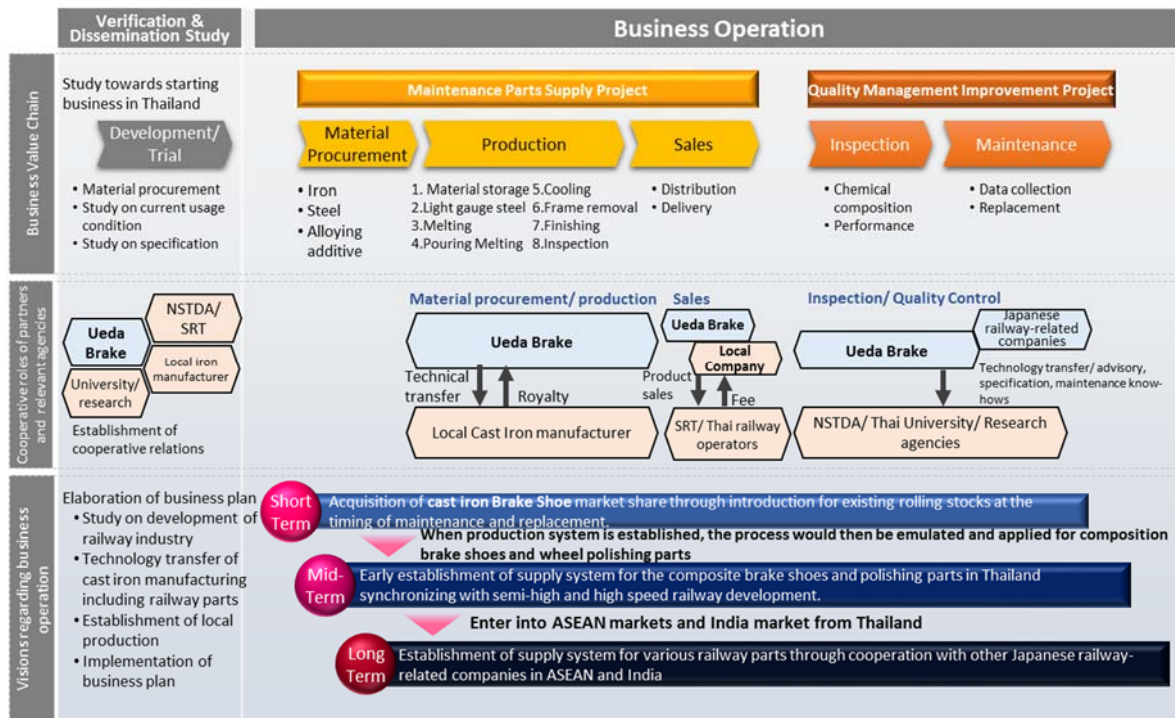 Verification &
Dissemination Study
Business Operation
Business Value Chain
Study towards starting
business in Thailand
Development/
Trial
• Material procurement
• Study on current usage
condition
• Study on specification
Maintenance Parts Supply Project
Material
Procurement
Production
Sales
• Iron
• Steel
• Alloying
additive
1. Material storage
2.Light gauge steel
3.Melting
4.Pouring Melting
5.Cooling
6.Frame removal
7.Finishing
8.Inspection
• Distribution
• Delivery
Quality Management Improvement Project
Inspection
Maintenance
• Chemical
composition
• Performance
• Data collection
• Replacement
Cooperative roles of partners
and relevant agencies
NSTDA/
SRT
Ueda
Brake
Local iron
manufacturer
University/
research
Establishment of
cooperative relations
Material procurement/ production
Ueda Brake
Technical
transfer
Royalty
Local Cast Iron manufacturer
Sales
Ueda Brake
Local
Company
Product
sales
Fee
SRT/ Thai railway
operators
Inspection/ Quality Control
Japanese
railway-related
companies
Ueda Brake
Technology transfer/ advisory,
specification, maintenance know-
hows
NSTDA/ Thai University/ Research
agencies
Visions regarding business
operation
Elaboration of business plan
• Study on development of
railway industry
• Technology transfer of
cast iron manufacturing
including railway parts
• Establishment of local
production
• Implementation of
business plan
Short
Term
Acquisition of cast iron Brake Shoe market share through introduction for existing rolling stocks at the
timing of maintenance and replacement.
When production system is established, the process would then be emulated and applied for composition
brake shoes and wheel polishing parts
Mid-
Term
Early establishment of supply system for the composite brake shoes and polishing parts in Thailand
synchronizing with semi-high and high speed railway development.
Enter into ASEAN markets and India market from Thailand
Long
Term
Establishment of supply system for various railway parts through cooperation with other Japanese railway-
related companies in ASEAN and India